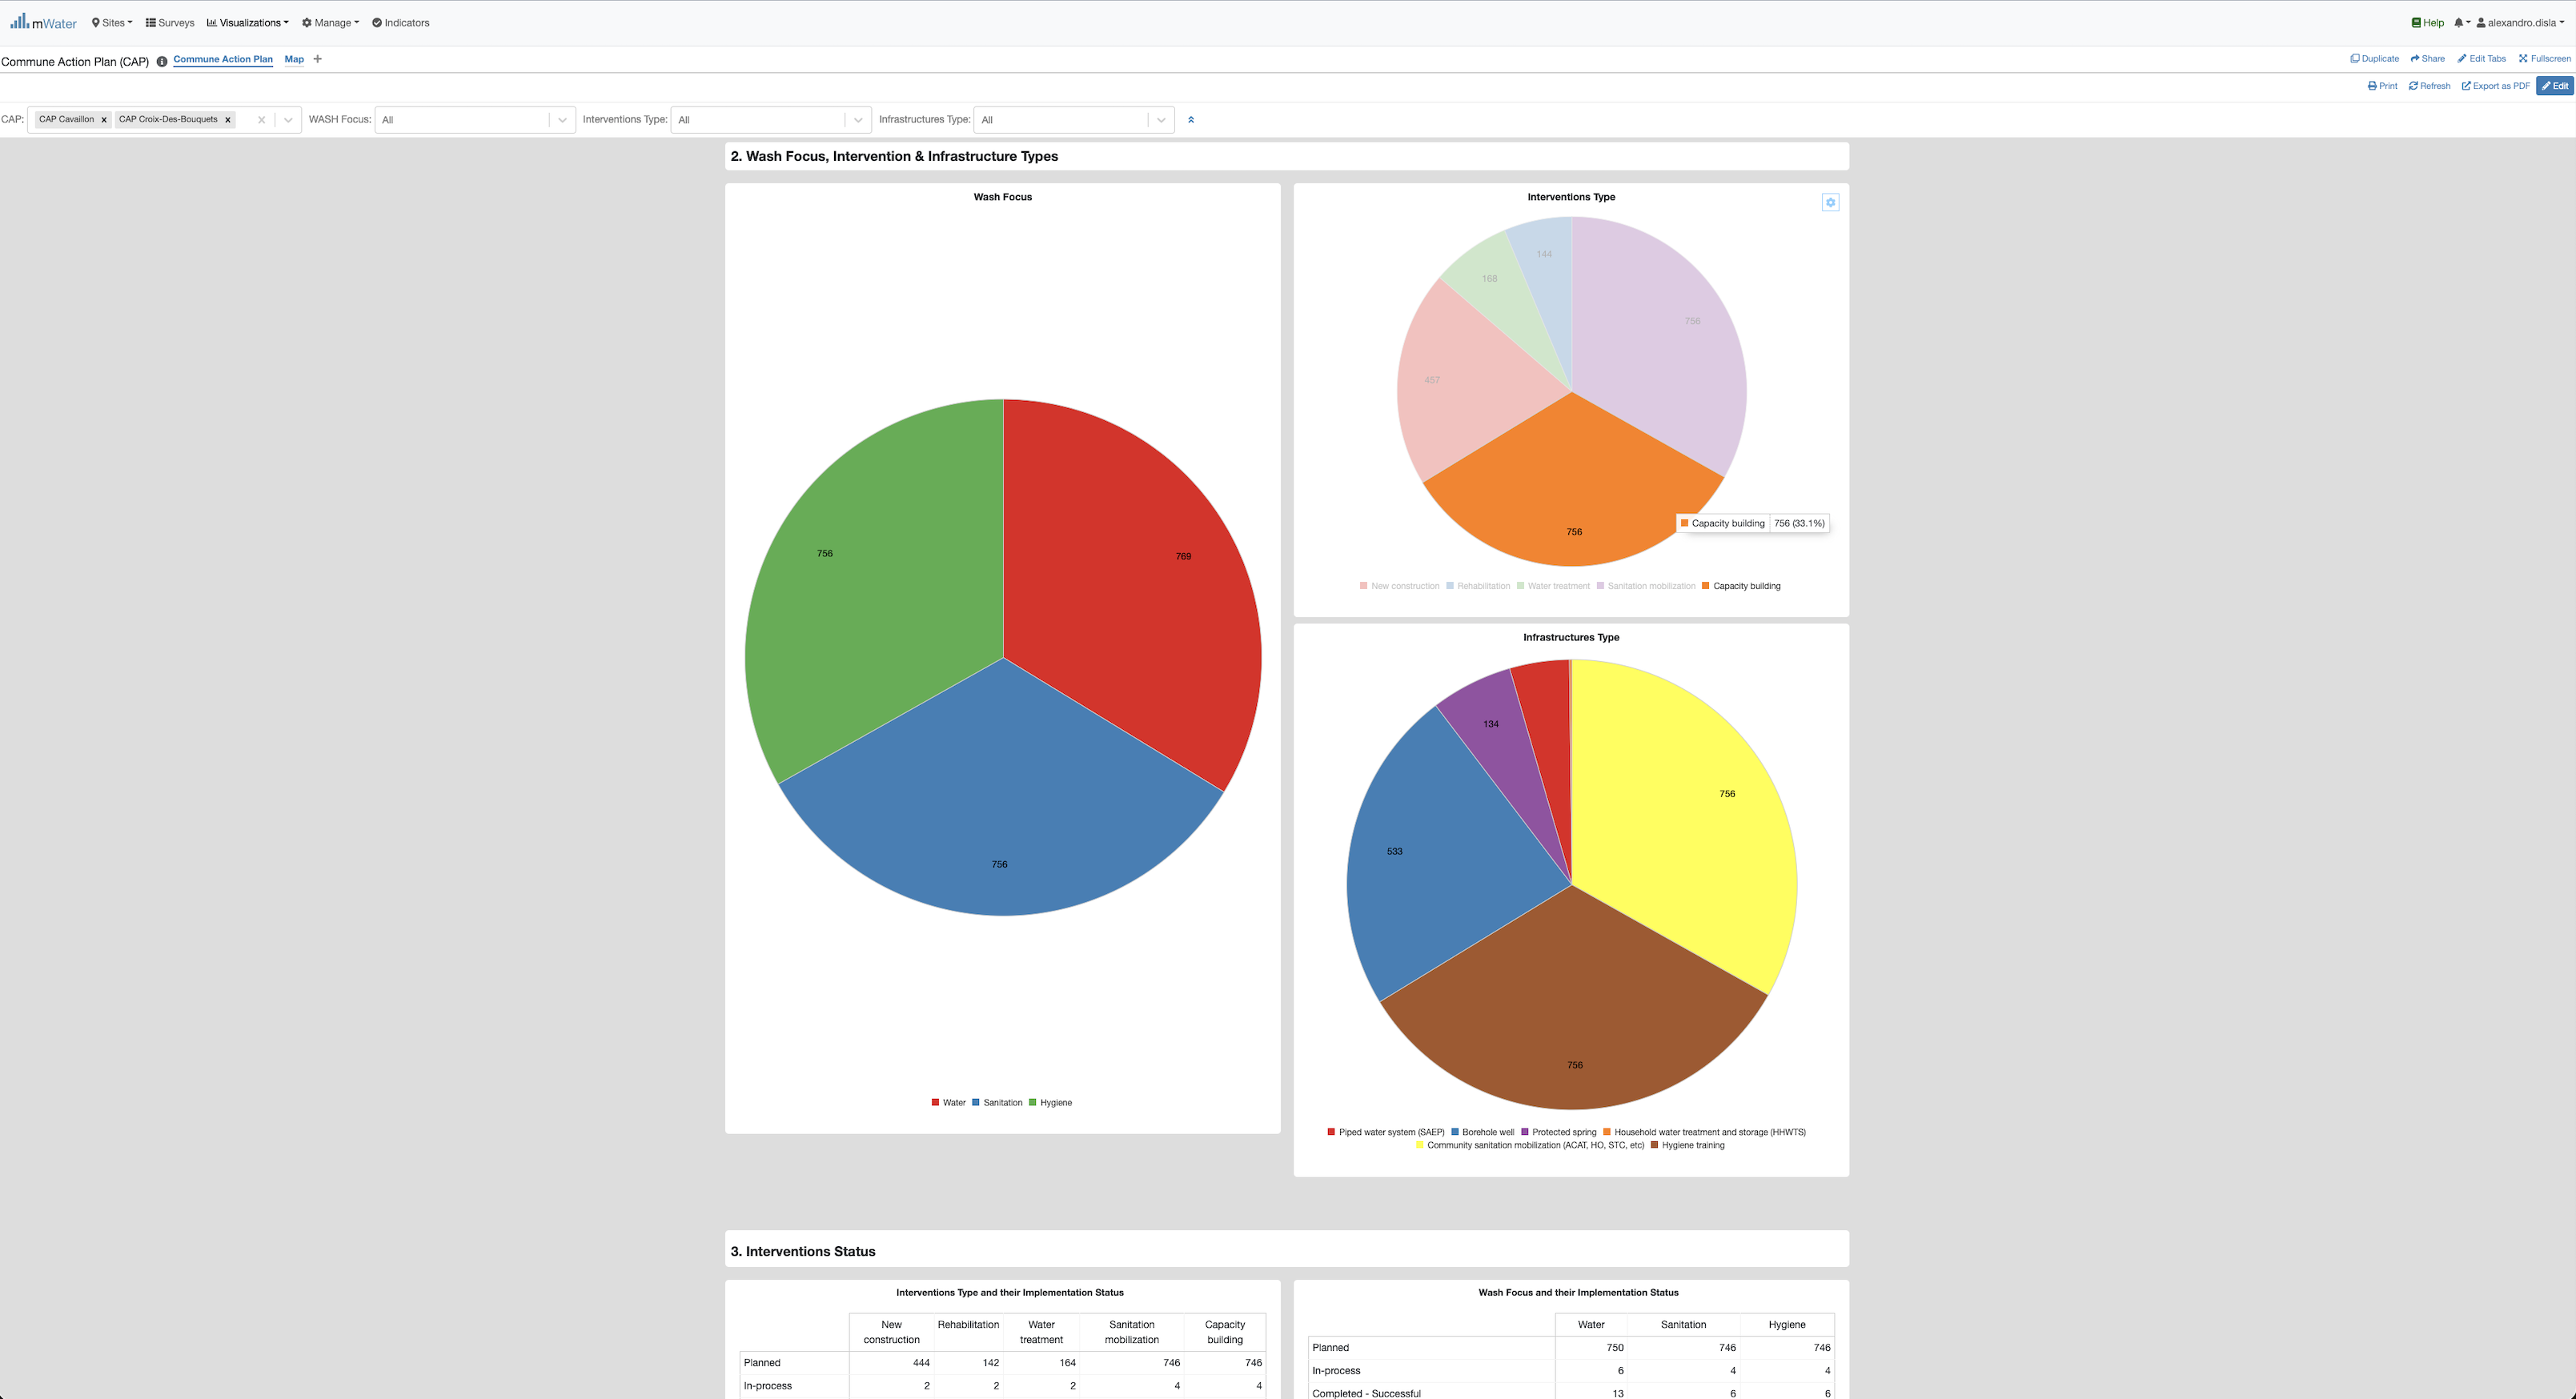 mWater Sites Surveys Visualizations Manage Indicators Help alexandro.disla
Commune Action Plan (CAP) Commune Action Plan Map + Duplicate Share Edit Tabs Fullscreen
Print Refresh Export as PDF Edit
CAP: CAP Cavaillon x CAP Croix-Des-Bouquets x WASH Focus: All Interventions Type: All Infrastructures Type: All
2. Wash Focus, Intervention & Infrastructure Types
Wash Focus
756
769
756
Water Sanitation Hygiene
Interventions Type
144
168
756
457
756
Capacity building 756 (33.1%)
New construction Rehabilitation Water treatment Sanitation mobilization Capacity building
Infrastructures Type
134
756
533
756
Piped water system (SAEP) Borehole well Protected spring Household water treatment and storage (HHWTS)
Community sanitation mobilization (ACAT, HO, STC, etc) Hygiene training
3. Interventions Status
Interventions Type and their Implementation Status
New construction Rehabilitation Water treatment Sanitation mobilization Capacity building
Planned 444 142 164 746 746
In-process 2 2 2 4 4
Wash Focus and their Implementation Status
Water Sanitation Hygiene
Planned 750 746 746
In-process 6 4 4
Completed - Successful 13 6 6